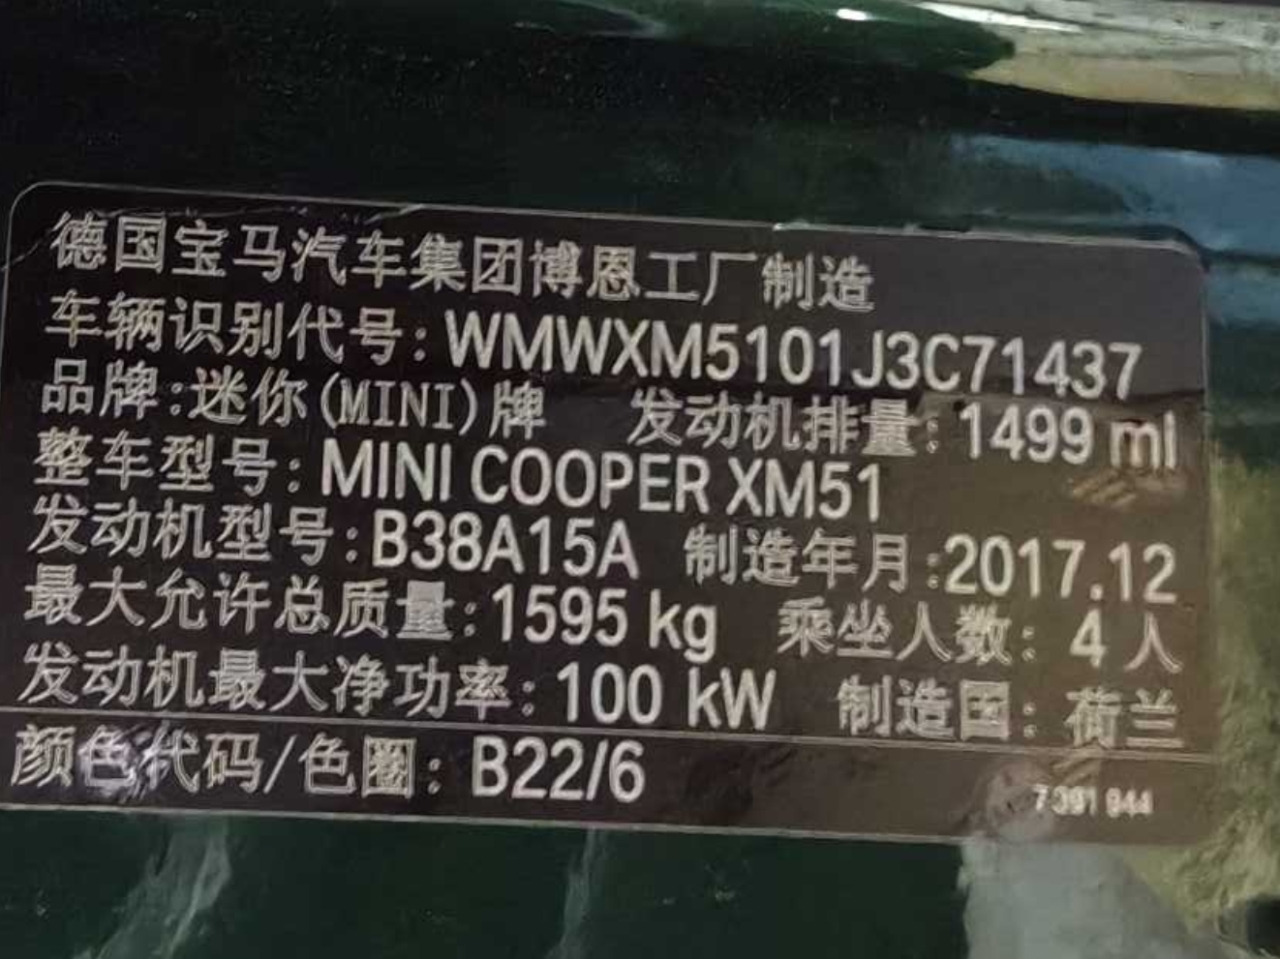 德国宝马汽车集团博恩工厂制造
车辆识别代号: WMWXM5101J3C71437
品牌:迷你(MINI)牌 发动机排量: 1499 ml
整车型号: MINI COOPER XM51
发动机型号:B38A15A 制造年月:2017.12
最大允许总质量:1595 kg 乘坐人数: 4 人
发动机最大净功率: 100 kW 制造国: 荷兰
颜色代码/色圈: B22/6
7 391 944